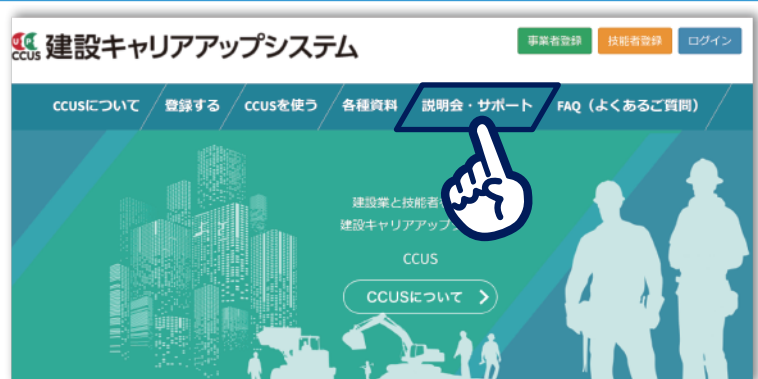 CCUS 建設キャリアアップシステム
事業者登録 技能者登録 ログイン
CCUSについて 登録する CCUSを使う 各種資料 説明会・サポート FAQ（よくあるご質問）
建設業と技能者
建設キャリアアップ
CCUS
CCUSについて